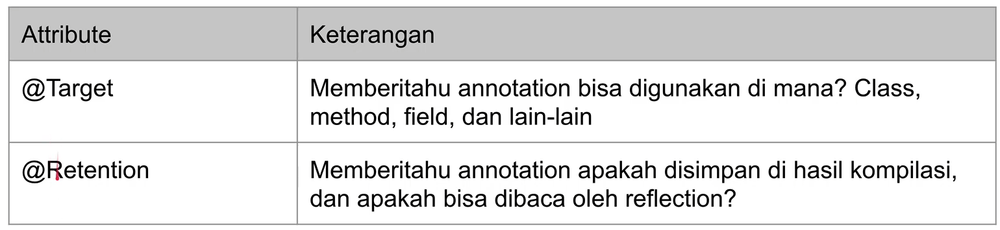 Attribute
Keterangan
@Target
Memberitahu annotation bisa digunakan di mana? Class,
method, field, dan lain-lain
@Retention
Memberitahu annotation apakah disimpan di hasil kompilasi,
dan apakah bisa dibaca oleh reflection?